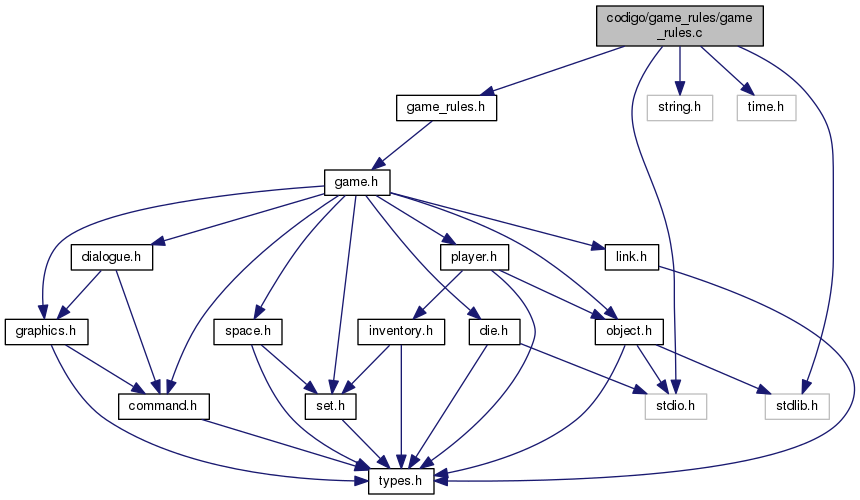 codigo/game_rules/game
_rules.c
game_rules.h
string.h
time.h
game.h
dialogue.h
player.h
link.h
graphics.h
space.h
inventory.h
die.h
object.h
command.h
set.h
stdio.h
stdlib.h
types.h